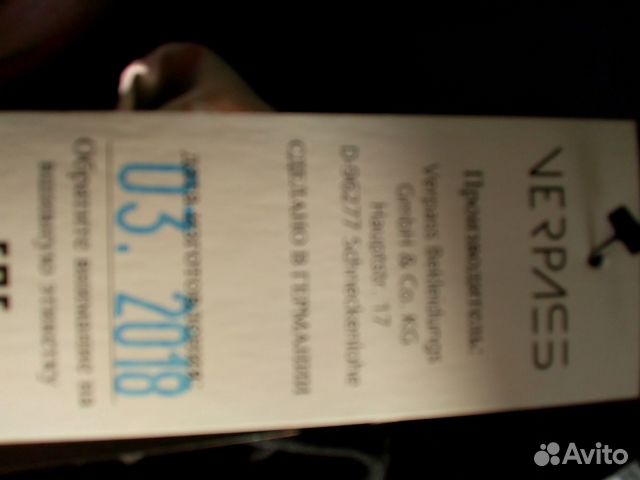 VERPASS
Производитель:
Verpass Bekleidungs
GmbH & Co. KG
Hauptstr. 17
D-96277 Schneckenlohe
СДЕЛАНО В ГЕРМАНИИ
03. 2018
Обратите внимание на
вшивную этикетку
Avito